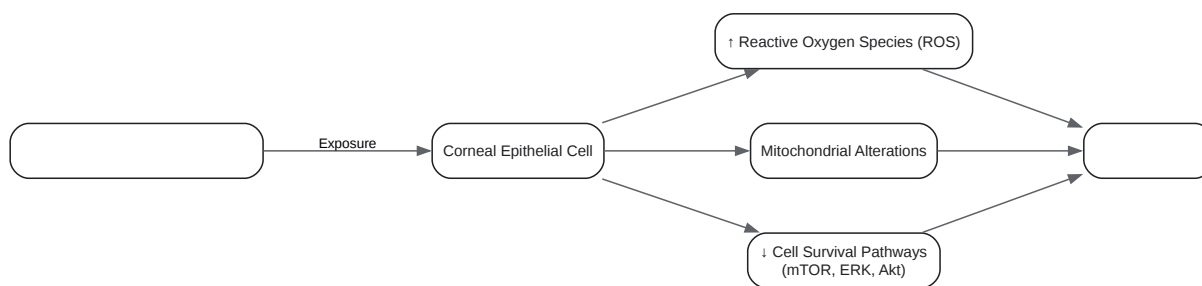 ↑ Reactive Oxygen Species (ROS)
Exposure
Corneal Epithelial Cell
Mitochondrial Alterations
↓ Cell Survival Pathways
(mTOR, ERK, Akt)